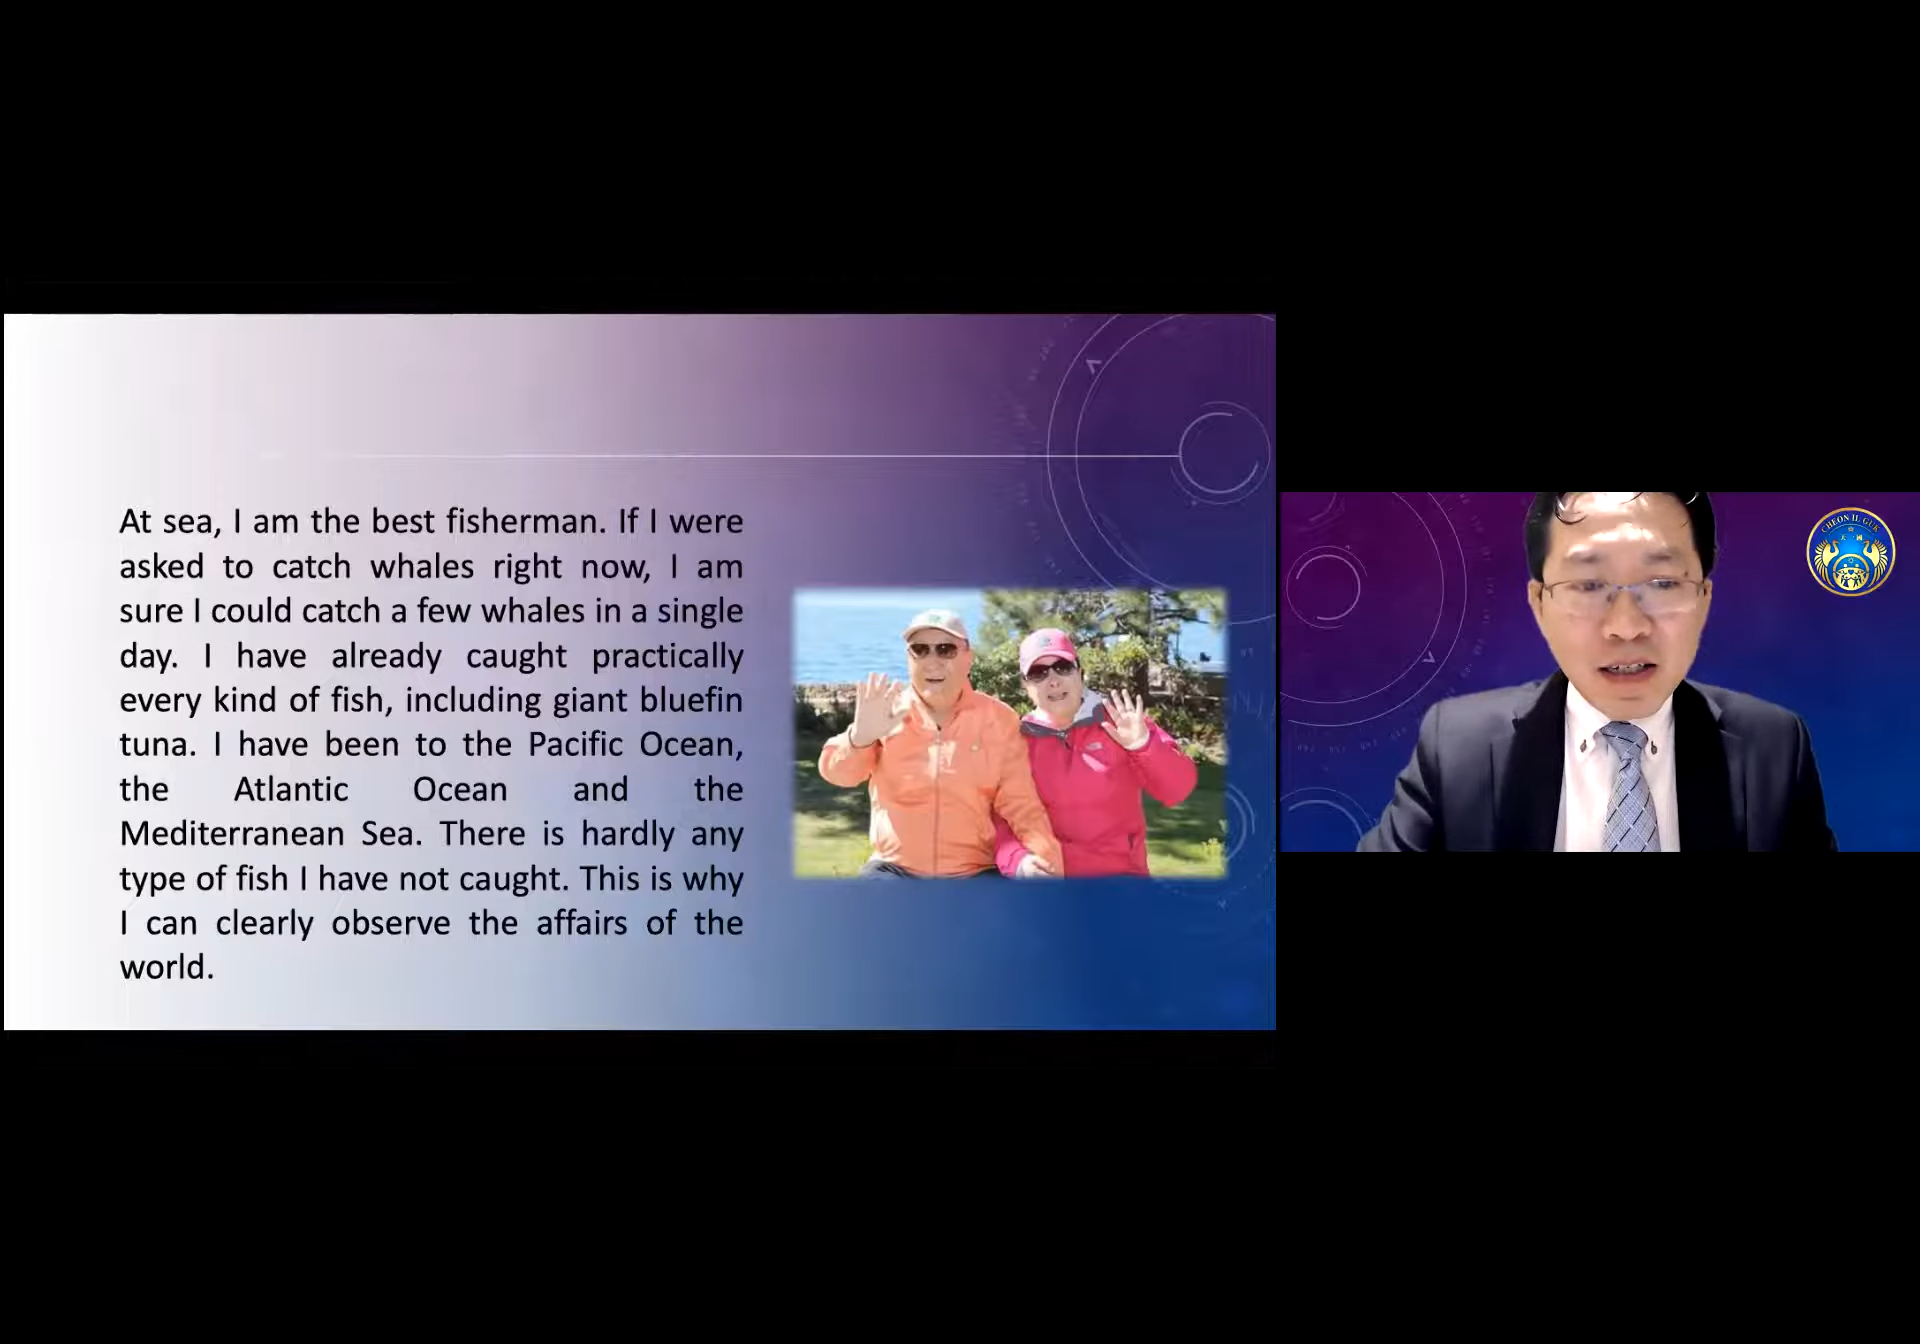 At sea, I am the best fisherman. If I were
asked to catch whales right now, I am
sure I could catch a few whales in a single
day. I have already caught practically
every kind of fish, including giant bluefin
tuna. I have been to the Pacific Ocean,
the Atlantic Ocean and the
Mediterranean Sea. There is hardly any
type of fish I have not caught. This is why
I can clearly observe the affairs of the
world.
CHEON IL GUK